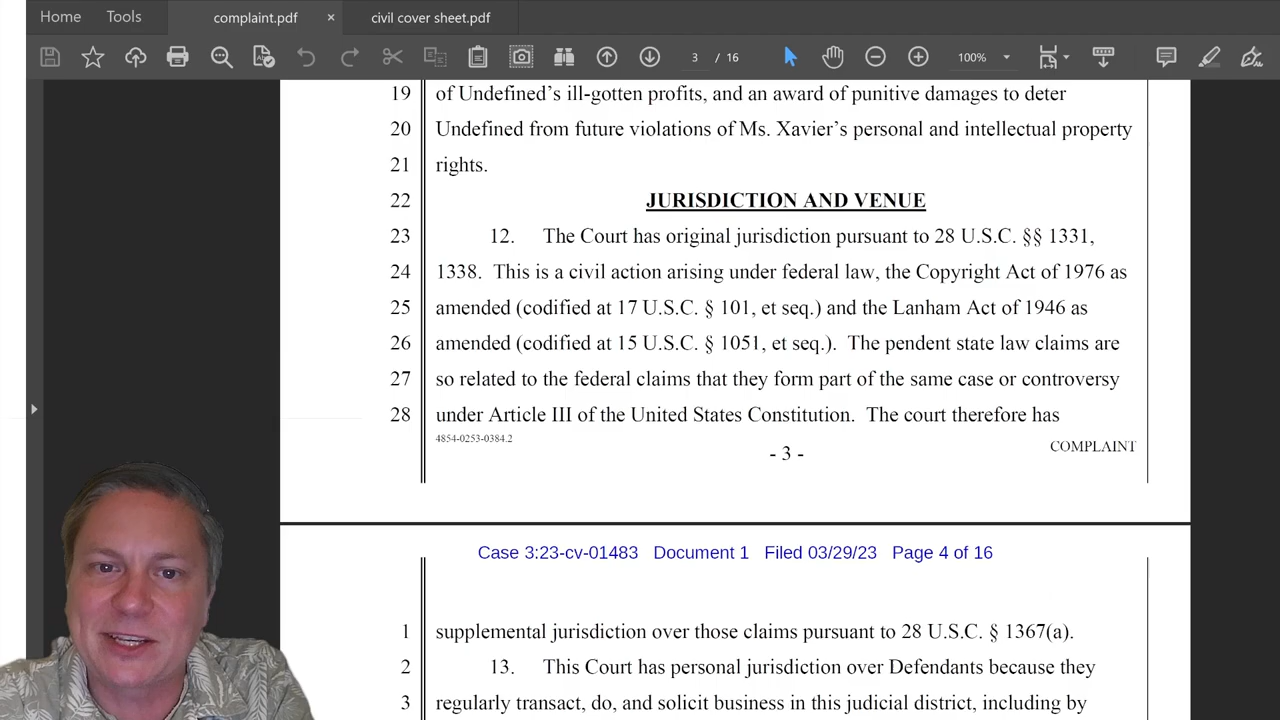 Home Tools complaint.pdf × civil cover sheet.pdf
3 / 16 100%
19 of Undefined’s ill-gotten profits, and an award of punitive damages to deter
20 Undefined from future violations of Ms. Xavier’s personal and intellectual property
21 rights.
22 JURISDICTION AND VENUE
23 12. The Court has original jurisdiction pursuant to 28 U.S.C. §§ 1331,
24 1338. This is a civil action arising under federal law, the Copyright Act of 1976 as
25 amended (codified at 17 U.S.C. § 101, et seq.) and the Lanham Act of 1946 as
26 amended (codified at 15 U.S.C. § 1051, et seq.). The pendent state law claims are
27 so related to the federal claims that they form part of the same case or controversy
28 under Article III of the United States Constitution. The court therefore has
4854-0253-0384.2
- 3 -
COMPLAINT
Case 3:23-cv-01483 Document 1 Filed 03/29/23 Page 4 of 16
1 supplemental jurisdiction over those claims pursuant to 28 U.S.C. § 1367(a).
2 13. This Court has personal jurisdiction over Defendants because they
3 regularly transact, do, and solicit business in this judicial district, including by